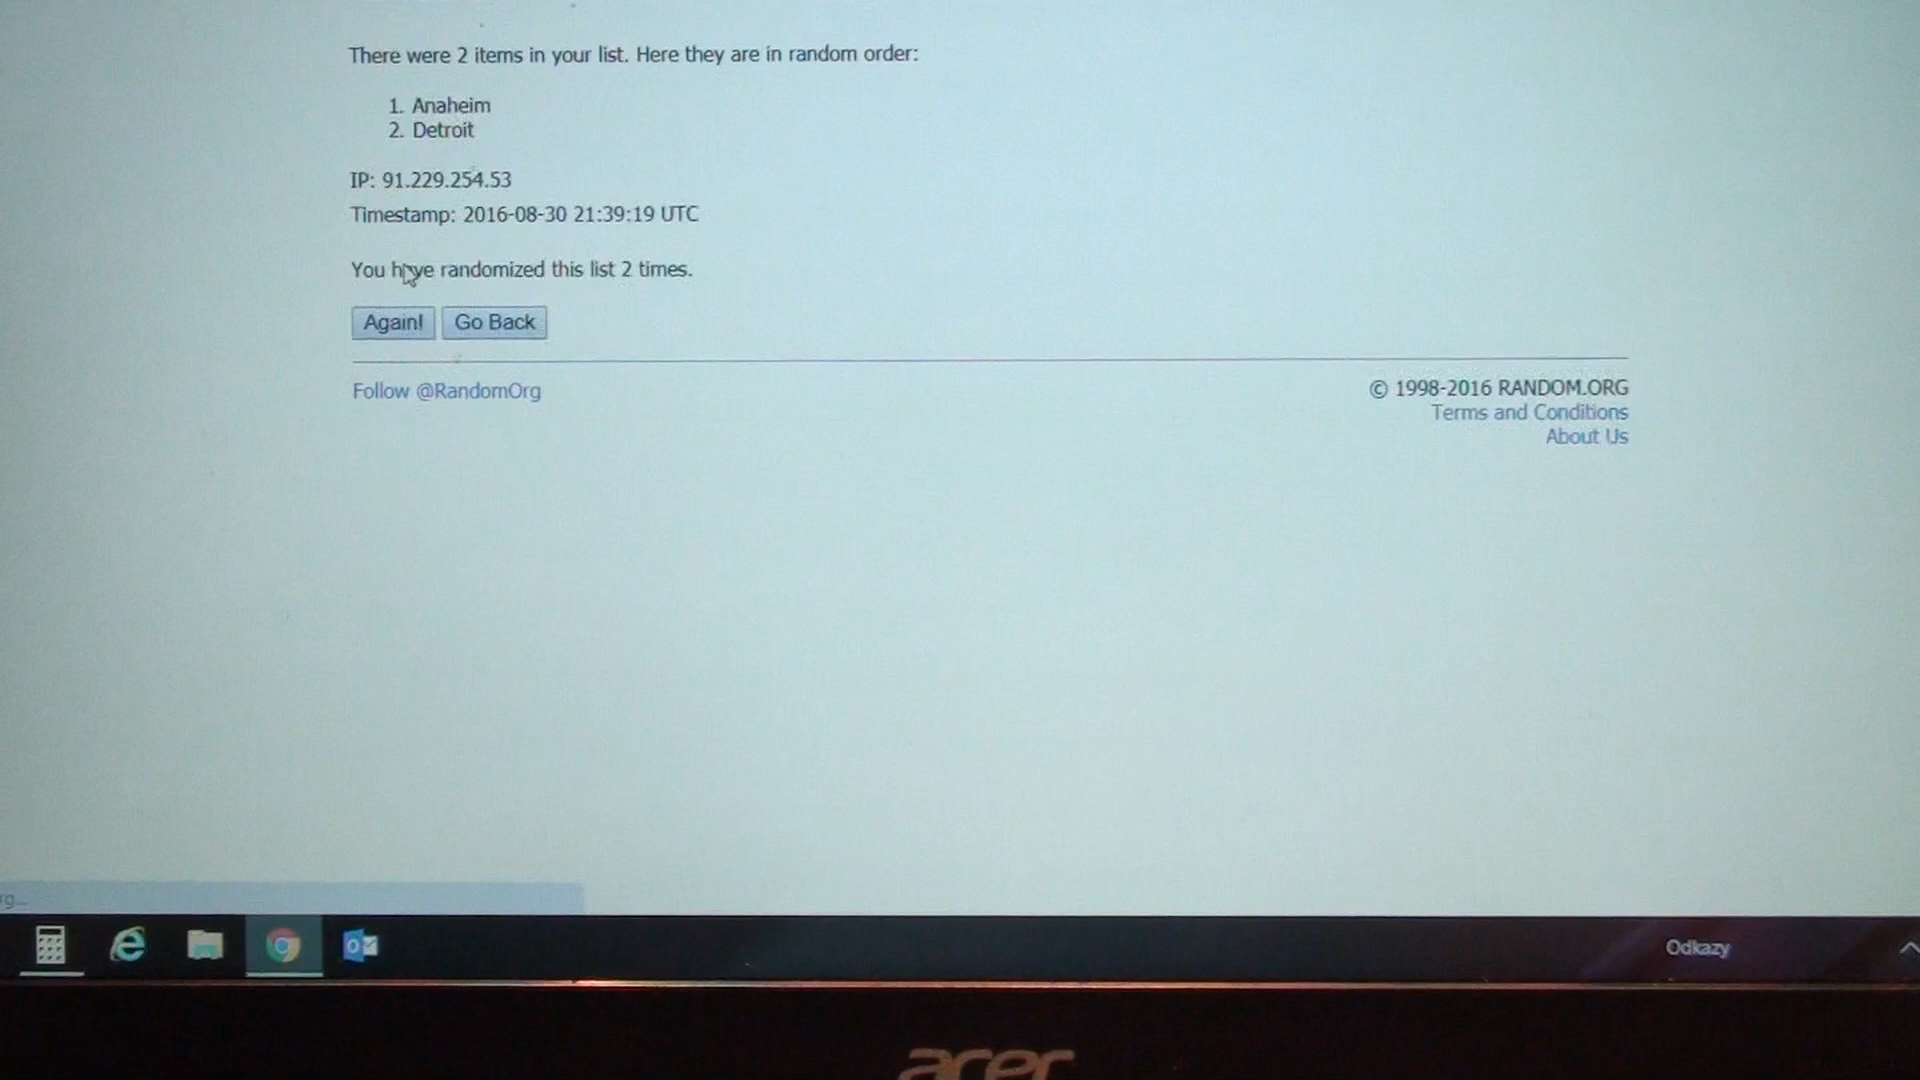 There were 2 items in your list. Here they are in random order:
1. Anaheim
2. Detroit
IP: 91.229.254.53
Timestamp: 2016-08-30 21:39:19 UTC
You have randomized this list 2 times.
Again!
Go Back
Follow @RandomOrg
© 1998-2016 RANDOM.ORG
Terms and Conditions
About Us
rg...
Odkazy
acer